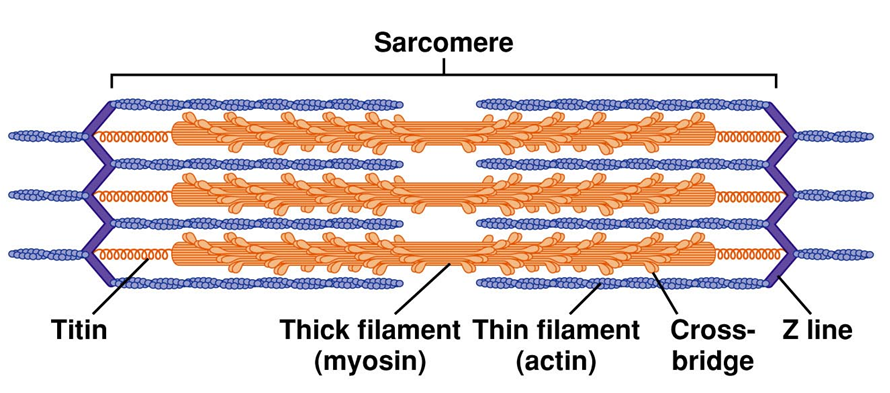 Sarcomere
Titin
Thick filament
(myosin)
Thin filament
(actin)
Cross-
bridge
Z line